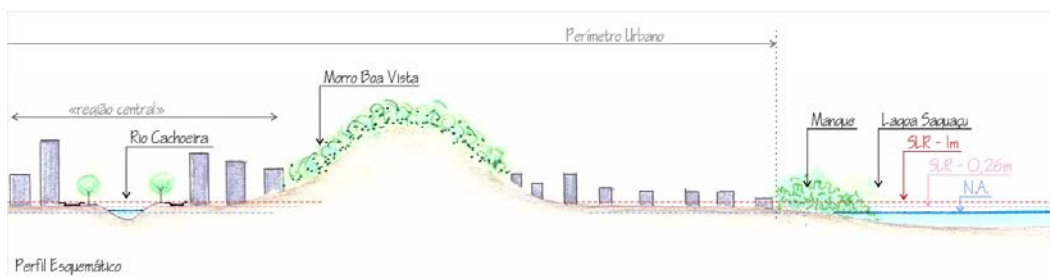 Perímetro Urbano
Morro Boa Vista
«região central»
Rio Cachoeira
Mangue
Lagoa Saguaçu
SLR - 1m
SLR - 0,26m
N.A.
Perfil Esquemático